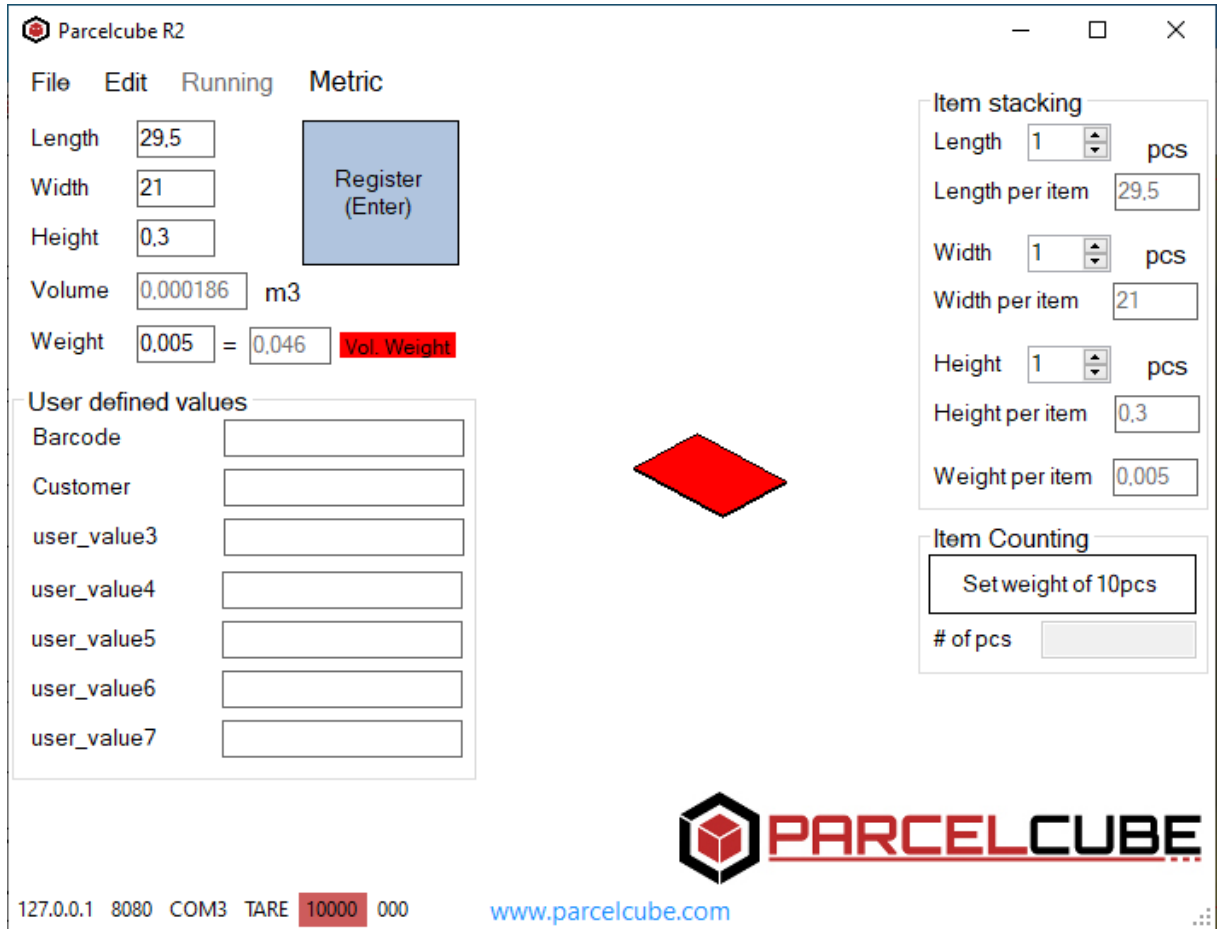 Parcelcube R2
File Edit Running Metric
Length 29,5
Width 21
Height 0,3
Register
(Enter)
Volume 0,000186 m3
Weight 0,005 = 0,046 Vol. Weight
User defined values
Barcode
Customer
user_value3
user_value4
user_value5
user_value6
user_value7
Item stacking
Length 1 pcs
Length per item 29,5
Width 1 pcs
Width per item 21
Height 1 pcs
Height per item 0,3
Weight per item 0,005
Item Counting
Set weight of 10pcs
# of pcs
PARCELCUBE
127.0.0.1 8080 COM3 TARE 10000 000 www.parcelcube.com